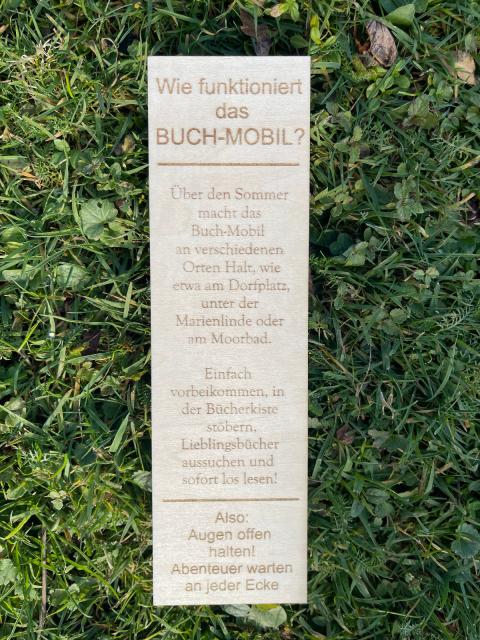 Wie funktioniert
das
BUCH-MOBIL?
Über den Sommer
macht das
Buch-Mobil
an verschiedenen
Orten Halt, wie
etwa am Dorfplatz,
unter der
Marienlinde oder
am Moorbad.
Einfach
vorbeikommen, in
der Bücherkiste
stöbern,
Lieblingsbücher
aussuchen und
sofort los lesen!
Also:
Augen offen
halten!
Abenteuer warten
an jeder Ecke